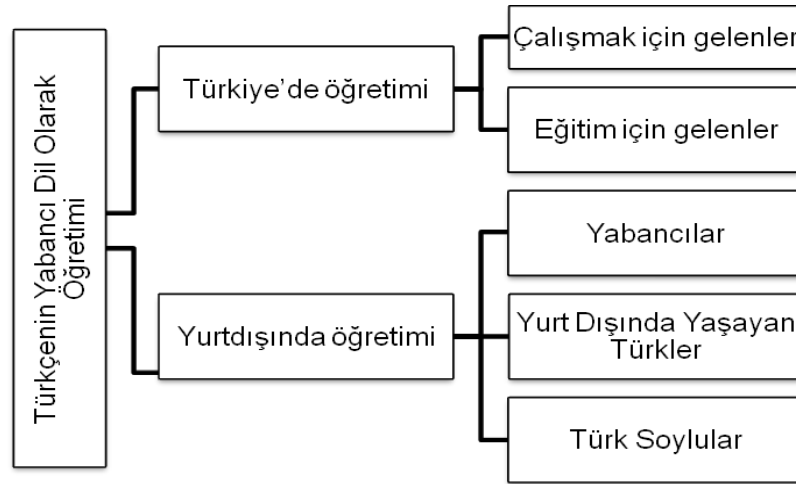 Türkçenin Yabancı Dil Olarak
Öğretimi
Türkiye'de öğretimi
Çalışmak için gelenler
Eğitim için gelenler
Yurtdışında öğretimi
Yabancılar
Yurt Dışında Yaşayan
Türkler
Türk Soylular